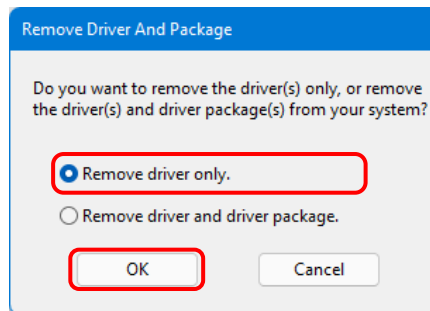 Remove Driver And Package
Do you want to remove the driver(s) only, or remove
the driver(s) and driver package(s) from your system?
Remove driver only.
Remove driver and driver package.
OK
Cancel